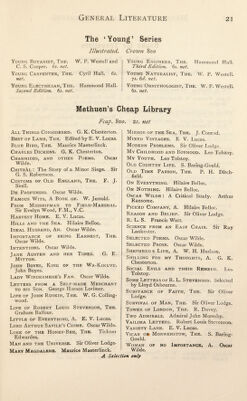 GENERAL LITERATURE 21
The 'Young' Series
Illustrated. Crown 8vo
YOUNG BOTANIST, THE. W. P. Westell and
C. S. Cooper. 6s. net.
YOUNG CARPENTER, THE. Cyril Hall. 6s.
net.
YOUNG ELECTRICIAN, THE. Hammond Hall.
Second Edition. 6s. net.
YOUNG ENGINEER, THE. Hammond Hall.
Third Edition. 6s. net.
YOUNG NATURALIST, THE. W. P. Westell.
net.
YOUNG ORNITHOLOGIST, THE. W. P. Westell.
6s. net.
Methuen's Cheap Library
Fcap. 8vo. 2s. net
ALL THINGS CONSIDERED. G. K. Chesterton.
BEST OF LAMB, THE. Edited by E. V. Lucas.
BLUE BIRD, THE. Maurice Maeterlinck.
CHARLES DICKENS. G. K. Chesterton.
CHARMIDES, AND OTHER POEMS. Oscar
Wilde.
CHITRÀL: The Story of a Minor Siege. Sir
G. S. Robertson.
CUSTOMS OF OLD ENGLAND, THE. F. J.
Snell.
DE PROFUNDIS. Oscar Wilde.
FAMOUS WITS, A BOOK OF. W. Jerrold.
FROM MIDSHIPMAN TO FIELD-MARSHAL.
Sir Evelyn Wood, F.M., V.C.
HARVEST HOME. E. V. Lucas.
HILLS AND THE SEA. Hilaire Belloc.
IDEAL HUSBAND, AN. Oscar Wilde.
IMPORTANCE OF BEING EARNEST, THE.
Oscar Wilde.
INTENTIONS. Oscar Wilde.
JANE AUSTEN AND HER TIMES. G. E.
Mitton.
JOHN BOYES, KING OF THE WA-KIKUYU.
John Boyes.
LADY WINDERMERE'S FAN. Oscar Wilde.
LETTERS FROM A SELF-MADE MERCHANT
TO HIS SON. George Horace Lorimer.
LIFE OF JOHN RUSKIN, THE. W. G. Collingwood.
LIFE OF ROBERT LOUIS STEVENSON, THE.
Graham Balfour.
LITTLE OF EVERYTHING, A. E. V. Lucas.
LORD ARTHUR SAVILE'S CRIME. Oscar Wilde.
LORE OF THE HONEY-BEE, THE. Tickner
Edwardes.
MAN AND THE UNIVERSE. Sir Oliver Lodge.
MARY MAGDALENE. Maurice Maeterlinck.
MIRROR OF THE SEA, THE. J. Conrad.
MIXED VINTAGES. E. V. Lucas.
MODERN PROBLEMS. Sir Oliver Lodge.
MY CHILDHOOD AND BOYHOOD. Leo Tolstoy.
MY YOUTH. Leo Tolstoy.
OLD COUNTRY LIFE. S. Baring-Gould.
OLD TIME PARSON, THE. P. H. Ditchfield.
ON EVERYTHING. Hilaire Belloc.
ON NOTHING. Hilaire Belloc.
OSCAR WILDE: A Critical Study. Arthur
Ransome.
PICKED COMPANY, A. Hilaire Belloc.
REASON AND BELIEF. Sir Oliver Lodge.
R. L. S. Francis Watt.
SCIENCE FROM AN EASY CHAIR. Sir Ray
Lankester.
SELECTED POEMS. Oscar Wilde.
SELECTED PROSE. Oscar Wilde.
SHEPHERD'S LIFE, A. W. H. Hudson.
SHILLING FOR MY THOUGHTS, A. G. K.
Chesterton.
SOCIAL EVILS AND THEIR REMEDY. Leo
Tolstoy.
SOME LETTERS OF R. L. STEVENSON. Selected
by Lloyd Osbourne.
SUBSTANCE OF FAITH, THE. Sir Oliver
Lodge.
SURVIVAL OF MAN, THE. Sir Oliver Lodge.
TOWER OF LONDON, THE. R. Davey.
TWO ADMIRALS. Admiral John Moresby.
VAILIMA LETTERS. Robert Louis Stevenson.
VARIETY LANE. E. V. Lucas.
VICAR OF MORWENSTOW, THE. S. Baring-
Gould.
WOMAN OF NO IMPORTANCE, A. Oscar
Wilde.
A Selection only